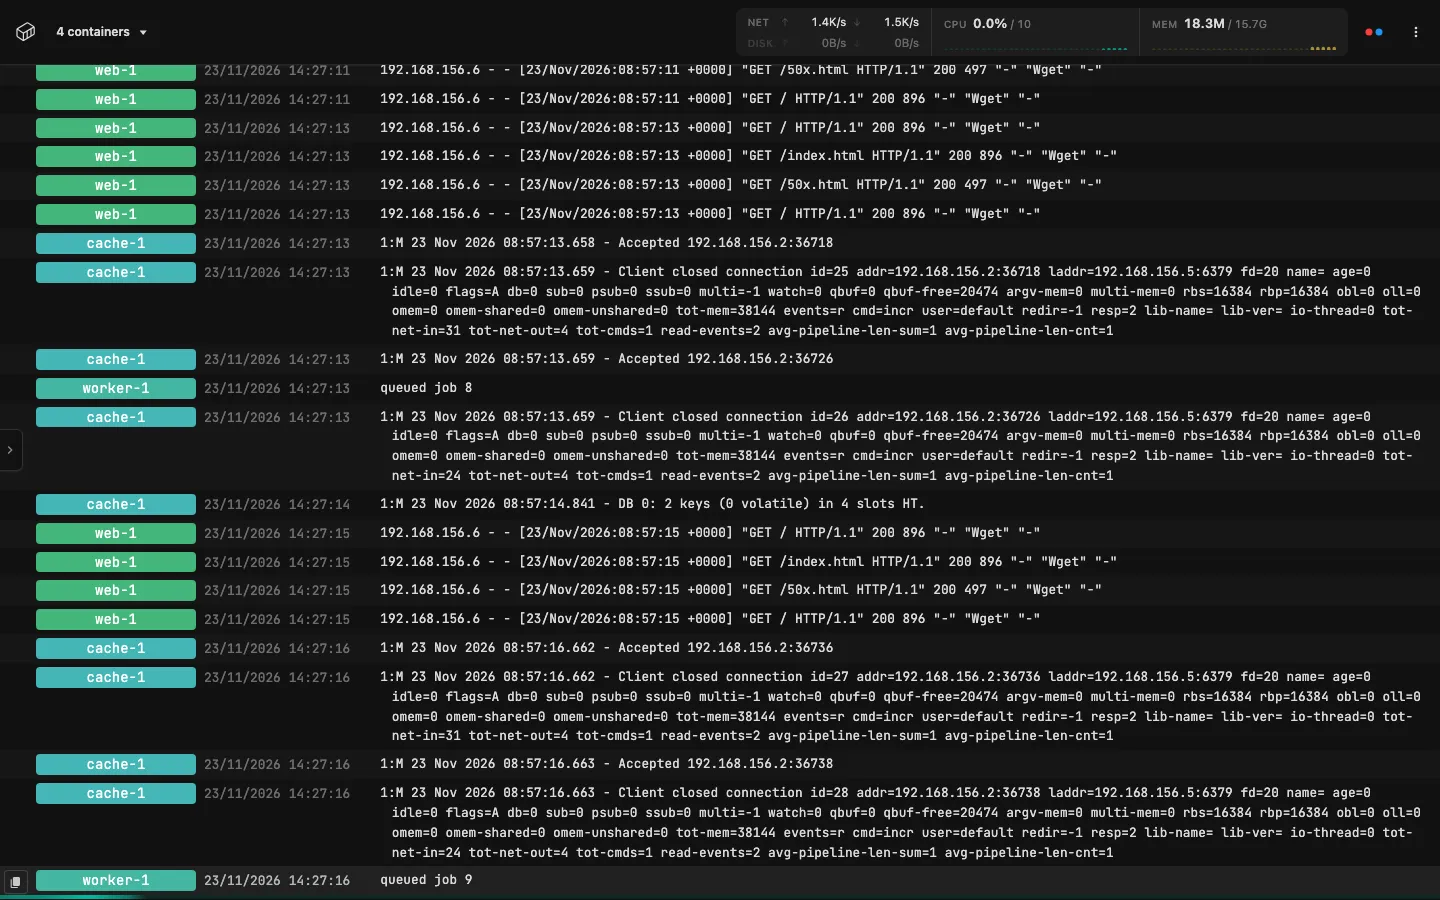 4 containers
NET ↑ 1.4K/s ↓ 1.5K/s
DISK ↑ 0B/s ↓ 0B/s
CPU 0.0% / 10
MEM 18.3M / 15.7G
web-1 23/11/2026 14:27:11 192.168.156.6 - - [23/Nov/2026:08:57:11 +0000] "GET /50x.html HTTP/1.1" 200 497 "-" "Wget" "-"
web-1 23/11/2026 14:27:11 192.168.156.6 - - [23/Nov/2026:08:57:11 +0000] "GET / HTTP/1.1" 200 896 "-" "Wget" "-"
web-1 23/11/2026 14:27:13 192.168.156.6 - - [23/Nov/2026:08:57:13 +0000] "GET / HTTP/1.1" 200 896 "-" "Wget" "-"
web-1 23/11/2026 14:27:13 192.168.156.6 - - [23/Nov/2026:08:57:13 +0000] "GET /index.html HTTP/1.1" 200 896 "-" "Wget" "-"
web-1 23/11/2026 14:27:13 192.168.156.6 - - [23/Nov/2026:08:57:13 +0000] "GET /50x.html HTTP/1.1" 200 497 "-" "Wget" "-"
web-1 23/11/2026 14:27:13 192.168.156.6 - - [23/Nov/2026:08:57:13 +0000] "GET / HTTP/1.1" 200 896 "-" "Wget" "-"
cache-1 23/11/2026 14:27:13 1:M 23 Nov 2026 08:57:13.658 - Accepted 192.168.156.2:36718
cache-1 23/11/2026 14:27:13 1:M 23 Nov 2026 08:57:13.659 - Client closed connection id=25 addr=192.168.156.2:36718 laddr=192.168.156.5:6379 fd=20 name= age=0
idle=0 flags=A db=0 sub=0 psub=0 ssub=0 multi=-1 watch=0 qbuf=0 qbuf-free=20474 argv-mem=0 multi-mem=0 rbs=16384 rbp=16384 obl=0 oll=0
omem=0 omem-shared=0 omem-unshared=0 tot-mem=38144 events=r cmd=incr user=default redir=-1 resp=2 lib-name= lib-ver= io-thread=0 tot-
net-in=31 tot-net-out=4 tot-cmds=1 read-events=2 avg-pipeline-len-sum=1 avg-pipeline-len-cnt=1
cache-1 23/11/2026 14:27:13 1:M 23 Nov 2026 08:57:13.659 - Accepted 192.168.156.2:36726
worker-1 23/11/2026 14:27:13 queued job 8
cache-1 23/11/2026 14:27:13 1:M 23 Nov 2026 08:57:13.659 - Client closed connection id=26 addr=192.168.156.2:36726 laddr=192.168.156.5:6379 fd=20 name= age=0
idle=0 flags=A db=0 sub=0 psub=0 ssub=0 multi=-1 watch=0 qbuf=0 qbuf-free=20474 argv-mem=0 multi-mem=0 rbs=16384 rbp=16384 obl=0 oll=0
omem=0 omem-shared=0 omem-unshared=0 tot-mem=38144 events=r cmd=incr user=default redir=-1 resp=2 lib-name= lib-ver= io-thread=0 tot-
net-in=24 tot-net-out=4 tot-cmds=1 read-events=2 avg-pipeline-len-sum=1 avg-pipeline-len-cnt=1
cache-1 23/11/2026 14:27:14 1:M 23 Nov 2026 08:57:14.841 - DB 0: 2 keys (0 volatile) in 4 slots HT.
web-1 23/11/2026 14:27:15 192.168.156.6 - - [23/Nov/2026:08:57:15 +0000] "GET / HTTP/1.1" 200 896 "-" "Wget" "-"
web-1 23/11/2026 14:27:15 192.168.156.6 - - [23/Nov/2026:08:57:15 +0000] "GET /index.html HTTP/1.1" 200 896 "-" "Wget" "-"
web-1 23/11/2026 14:27:15 192.168.156.6 - - [23/Nov/2026:08:57:15 +0000] "GET /50x.html HTTP/1.1" 200 497 "-" "Wget" "-"
web-1 23/11/2026 14:27:15 192.168.156.6 - - [23/Nov/2026:08:57:15 +0000] "GET / HTTP/1.1" 200 896 "-" "Wget" "-"
cache-1 23/11/2026 14:27:16 1:M 23 Nov 2026 08:57:16.662 - Accepted 192.168.156.2:36736
cache-1 23/11/2026 14:27:16 1:M 23 Nov 2026 08:57:16.662 - Client closed connection id=27 addr=192.168.156.2:36736 laddr=192.168.156.5:6379 fd=20 name= age=0
idle=0 flags=A db=0 sub=0 psub=0 ssub=0 multi=-1 watch=0 qbuf=0 qbuf-free=20474 argv-mem=0 multi-mem=0 rbs=16384 rbp=16384 obl=0 oll=0
omem=0 omem-shared=0 omem-unshared=0 tot-mem=38144 events=r cmd=incr user=default redir=-1 resp=2 lib-name= lib-ver= io-thread=0 tot-
net-in=31 tot-net-out=4 tot-cmds=1 read-events=2 avg-pipeline-len-sum=1 avg-pipeline-len-cnt=1
cache-1 23/11/2026 14:27:16 1:M 23 Nov 2026 08:57:16.663 - Accepted 192.168.156.2:36738
cache-1 23/11/2026 14:27:16 1:M 23 Nov 2026 08:57:16.663 - Client closed connection id=28 addr=192.168.156.2:36738 laddr=192.168.156.5:6379 fd=20 name= age=0
idle=0 flags=A db=0 sub=0 psub=0 ssub=0 multi=-1 watch=0 qbuf=0 qbuf-free=20474 argv-mem=0 multi-mem=0 rbs=16384 rbp=16384 obl=0 oll=0
omem=0 omem-shared=0 omem-unshared=0 tot-mem=38144 events=r cmd=incr user=default redir=-1 resp=2 lib-name= lib-ver= io-thread=0 tot-
net-in=24 tot-net-out=4 tot-cmds=1 read-events=2 avg-pipeline-len-sum=1 avg-pipeline-len-cnt=1
worker-1 23/11/2026 14:27:16 queued job 9